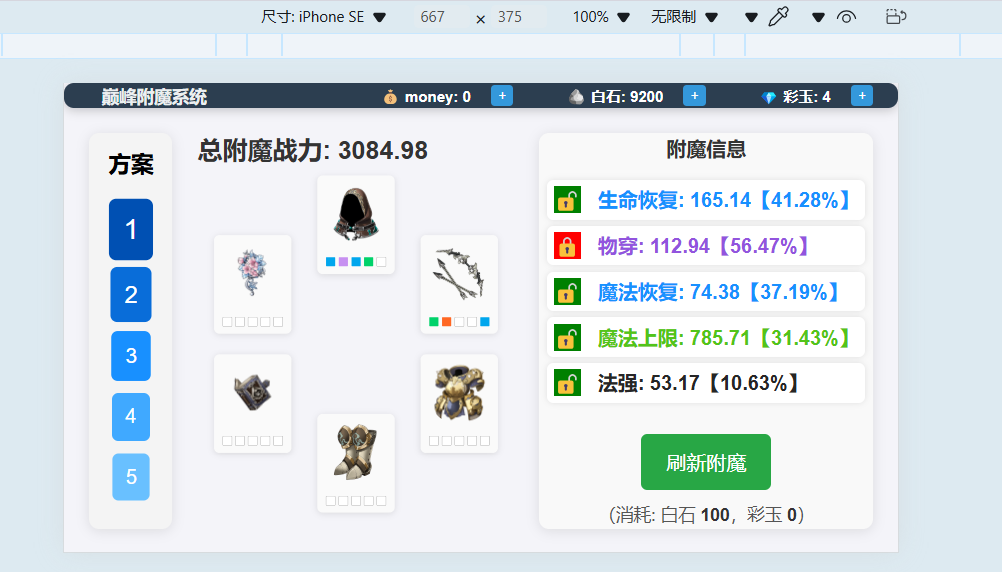 尺寸: iPhone SE 667 × 375 100% 无限制
巅峰附魔系统 money: 0 + 白石: 9200 + 彩玉: 4 +
方案
1
2
3
4
5
总附魔战力: 3084.98
附魔信息
生命恢复: 165.14【41.28%】
物穿: 112.94【56.47%】
魔法恢复: 74.38【37.19%】
魔法上限: 785.71【31.43%】
法强: 53.17【10.63%】
刷新附魔
(消耗: 白石 100，彩玉 0)